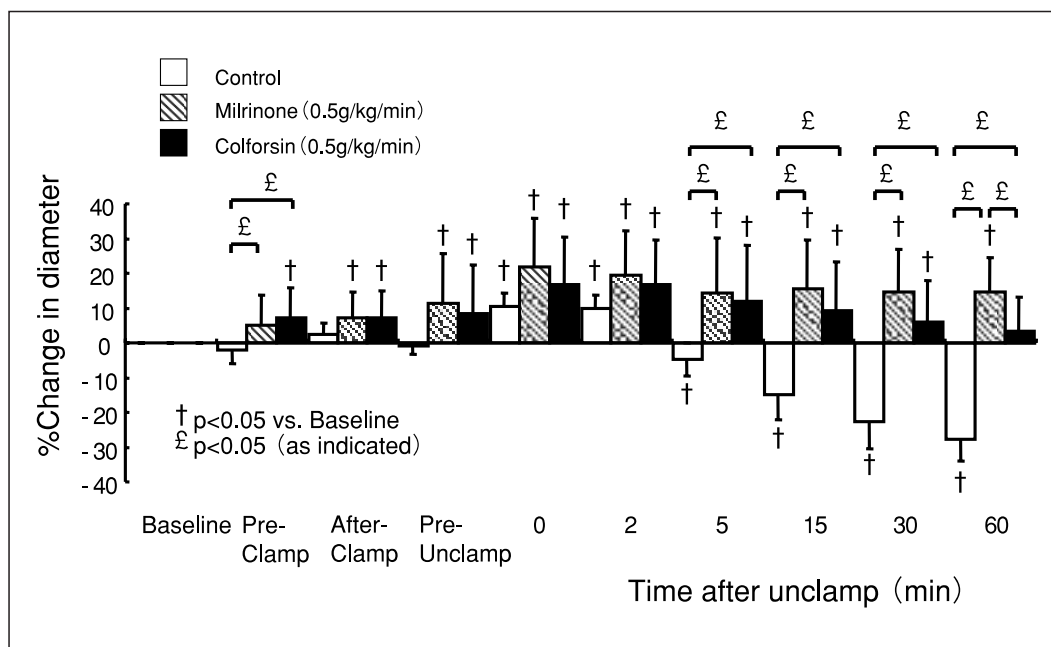 Control
Milrinone (0.5g/kg/min)
Colforsin (0.5g/kg/min)
£ £ £ £
£ £ £ £ £ £
£
† † † † † † † † † † † † † † †
40
30
20
10
0
-10
-20
-30
-40
%Change in diameter
† † † †
† p<0.05 vs. Baseline
£ p<0.05 (as indicated)
Baseline Pre-Clamp After-Clamp Pre-Unclamp 0 2 5 15 30 60
Time after unclamp (min)